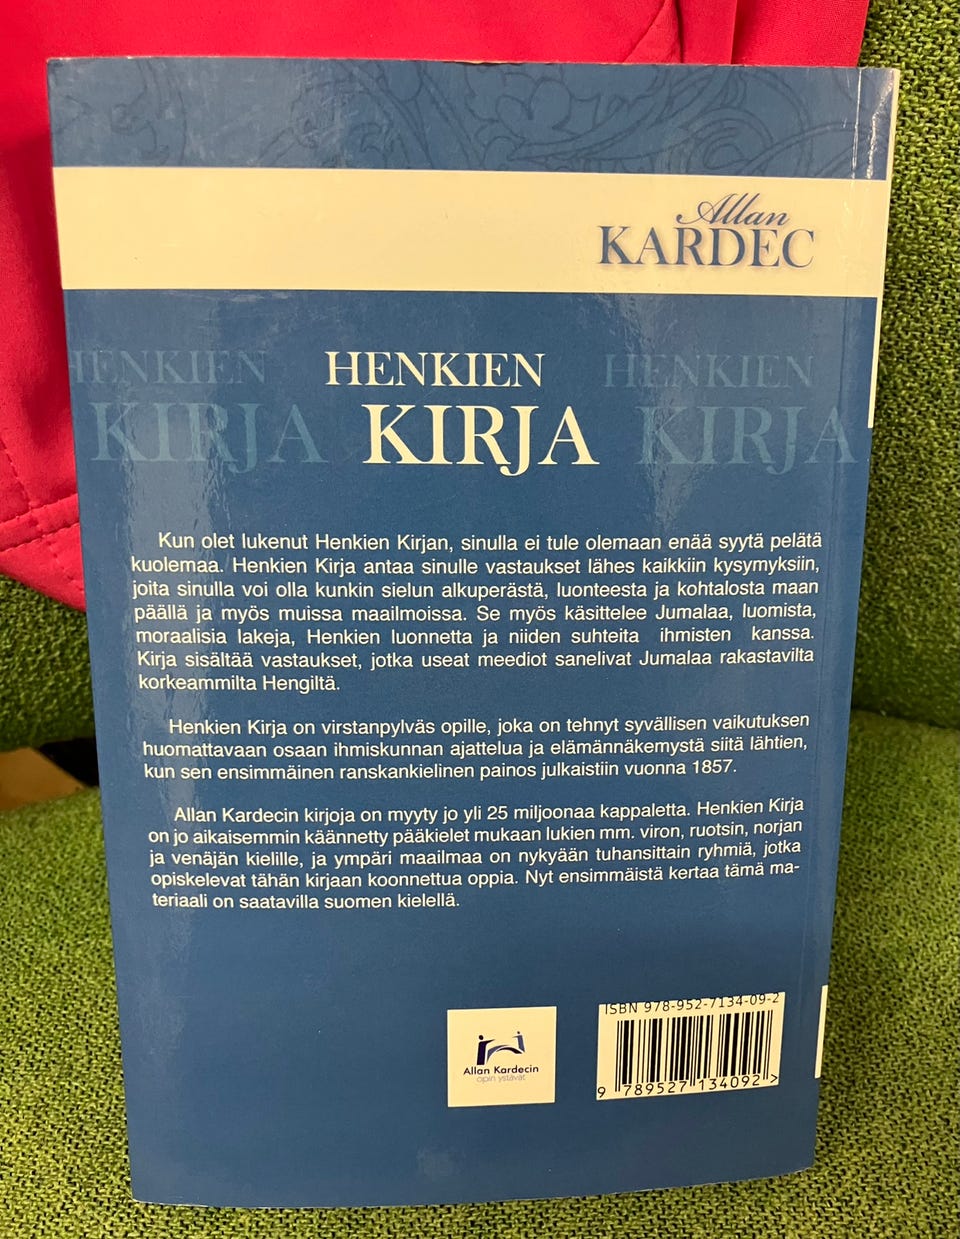 Allan
KARDEC
HENKIEN HENKIEN HENKIEN
KIRJA KIRJA KIRJA
Kun olet lukenut Henkien Kirjan, sinulla ei tule olemaan enää syytä pelätä
kuolemaa. Henkien Kirja antaa sinulle vastaukset lähes kaikkiin kysymyksiin,
joita sinulla voi olla kunkin sielun alkuperästä, luonteesta ja kohtalosta maan
päällä ja myös muissa maailmoissa. Se myös käsittelee Jumalaa, luomista,
moraalisia lakeja, Henkien luonnetta ja niiden suhteita ihmisten kanssa.
Kirja sisältää vastaukset, jotka useat meediot sanelivat Jumalaa rakastavilta
korkeammilta Hengiltä.
Henkien Kirja on virstanpylväs opille, joka on tehnyt syvällisen vaikutuksen
huomattavaan osaan ihmiskunnan ajattelua ja elämännäkemystä siitä lähtien,
kun sen ensimmäinen ranskankielinen painos julkaistiin vuonna 1857.
Allan Kardecin kirjoja on myyty jo yli 25 miljoonaa kappaletta. Henkien Kirja
on jo aikaisemmin käännetty pääkielet mukaan lukien mm. viron, ruotsin, norjan
ja venäjän kielille, ja ympäri maailmaa on nykyään tuhansittain ryhmiä, jotka
opiskelevat tähän kirjaan koonnettua oppia. Nyt ensimmäistä kertaa tämä ma-
teriaali on saatavilla suomen kielellä.
Allan Kardecin
opin ystävät
ISBN 978-952-7134-09-2
9 789527 134092 >